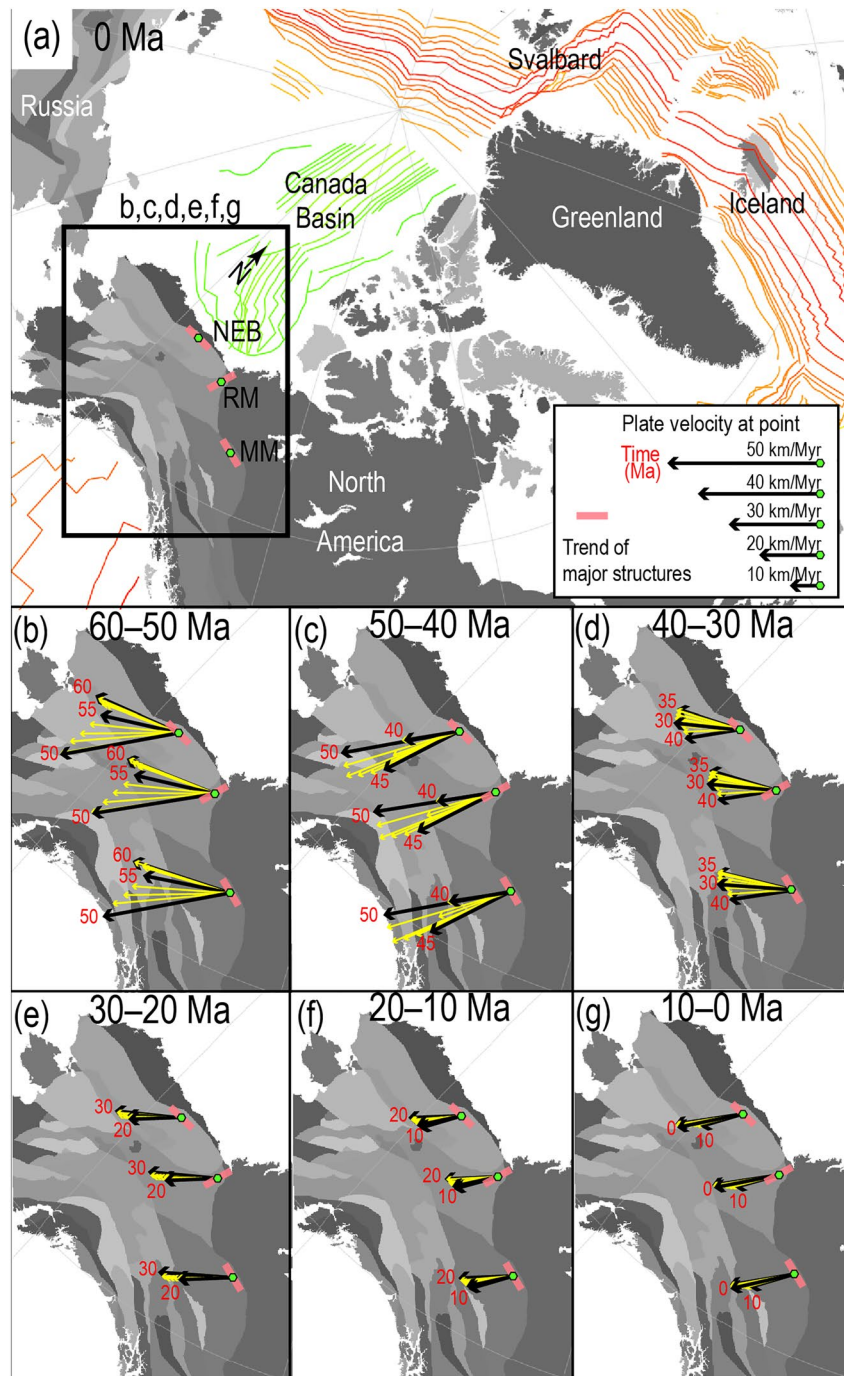 (a)
0 Ma
Russia
Svalbard
Canada
Basin
Greenland
Iceland
b,c,d,e,f,g
N
NEB
RM
MM
North
America
Plate velocity at point
Time
(Ma)
50 km/Myr
40 km/Myr
30 km/Myr
20 km/Myr
10 km/Myr
Trend of
major structures
(b)
60–50 Ma
60
55
50
60
55
50
60
55
50
(c)
50–40 Ma
40
50
45
40
50
45
40
50
45
(d)
40–30 Ma
35
30
40
35
30
40
35
30
40
(e)
30–20 Ma
30
20
30
20
30
20
(f)
20–10 Ma
20
10
20
10
20
10
(g)
10–0 Ma
0
10
0
10
0
10